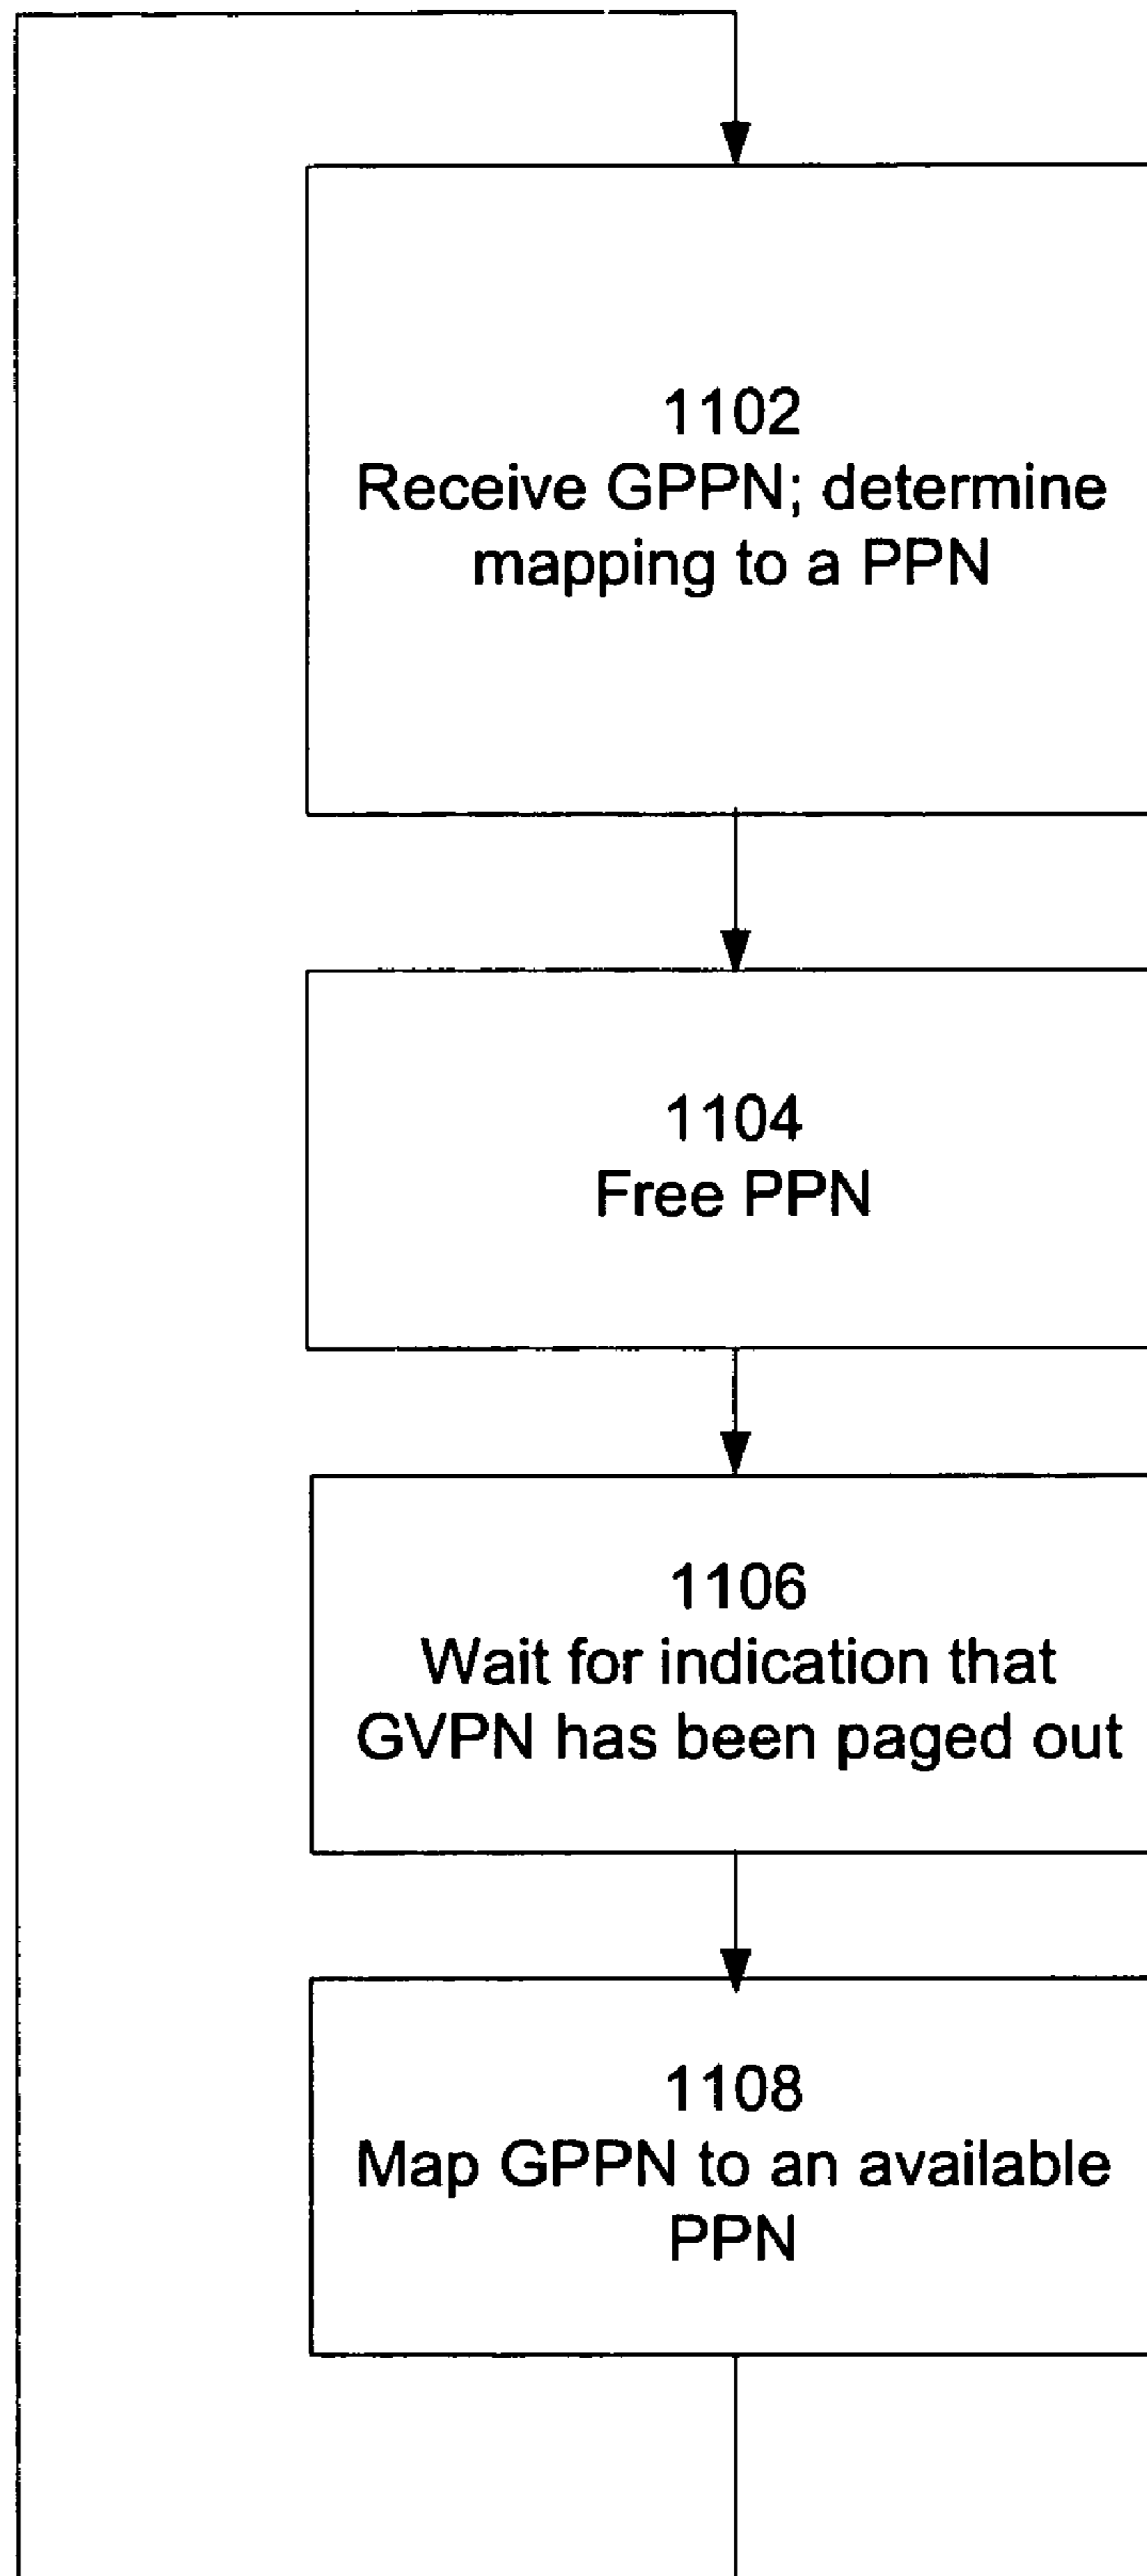 1102
Receive GPPN; determine
mapping to a PPN
1104
Free PPN
1106
Wait for indication that
GVPN has been paged out
1108
Map GPPN to an available
PPN